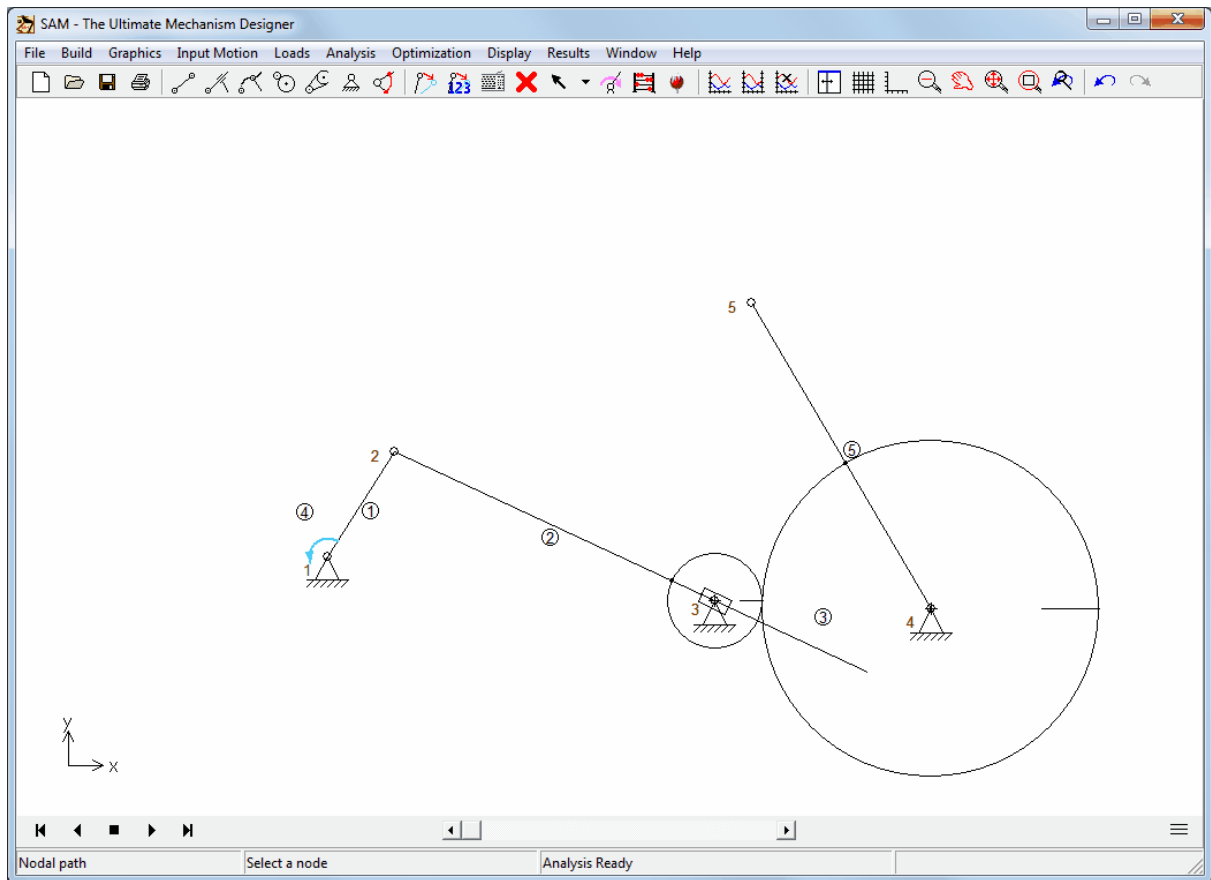 SAM - The Ultimate Mechanism Designer
File Build Graphics Input Motion Loads Analysis Optimization Display Results Window Help
123
5
5
2
4
1
2
1
3
3
4
y
x
Nodal path Select a node Analysis Ready